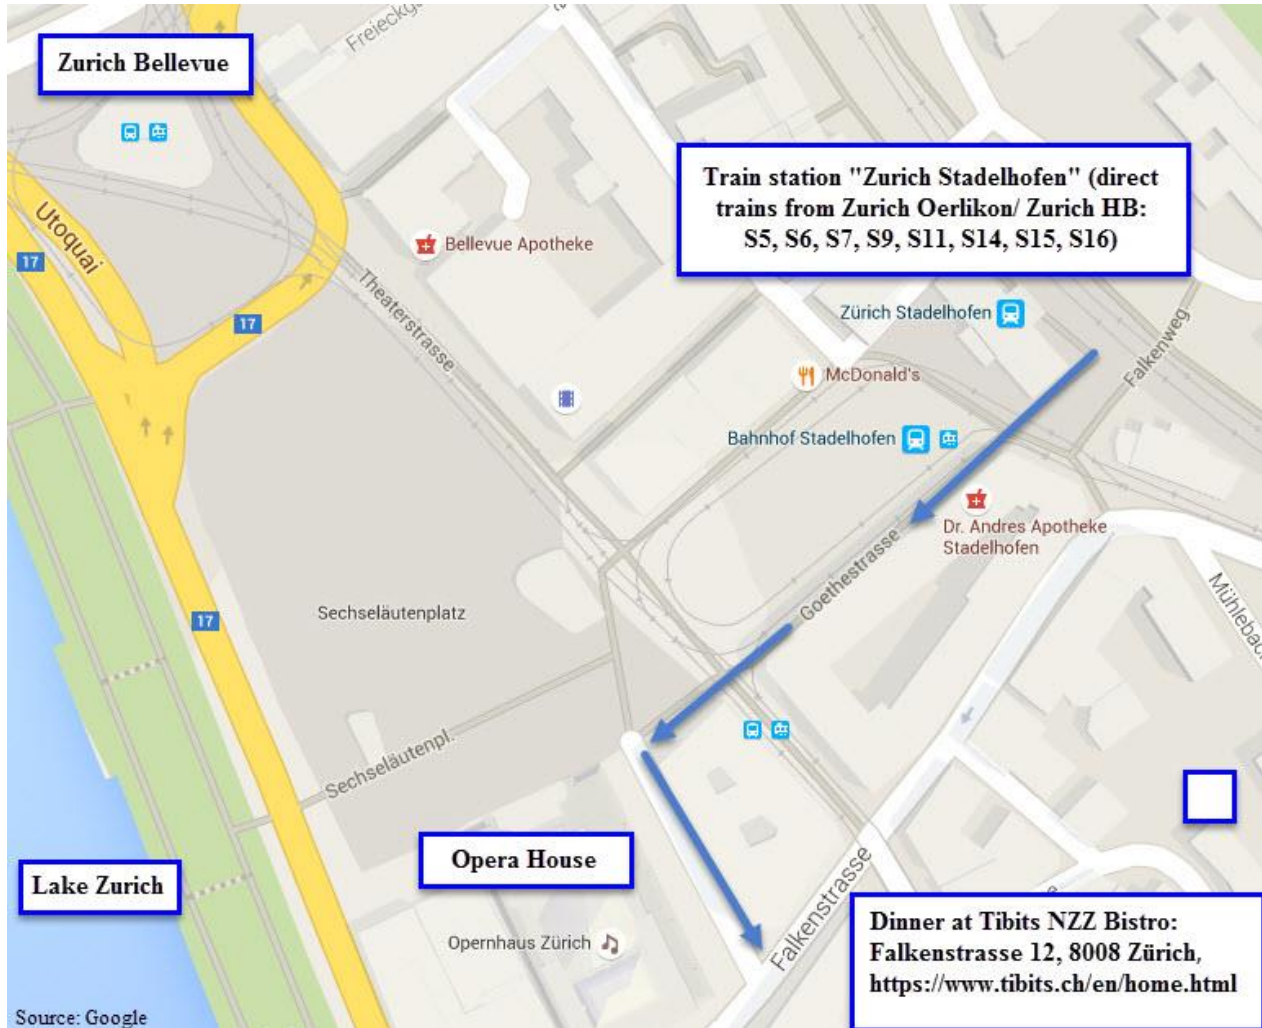 Freieckg
Zurich Bellevue
Train station "Zurich Stadelhofen" (direct
trains from Zurich Oerlikon/ Zurich HB:
S5, S6, S7, S9, S11, S14, S15, S16)
Utoquai
Bellevue Apotheke
17
Theaterstrasse
17
Zürich Stadelhofen
Falkenweg
McDonald's
Bahnhof Stadelhofen
Dr. Andres Apotheke
Stadelhofen
Goethestrasse
Mühlebac
Sechseläutenplatz
17
Sechseläutenpl.
Opera House
Lake Zurich
Falkenstrasse
Opernhaus Zürich
Dinner at Tibits NZZ Bistro:
Falkenstrasse 12, 8008 Zürich,
https://www.tibits.ch/en/home.html
Source: Google